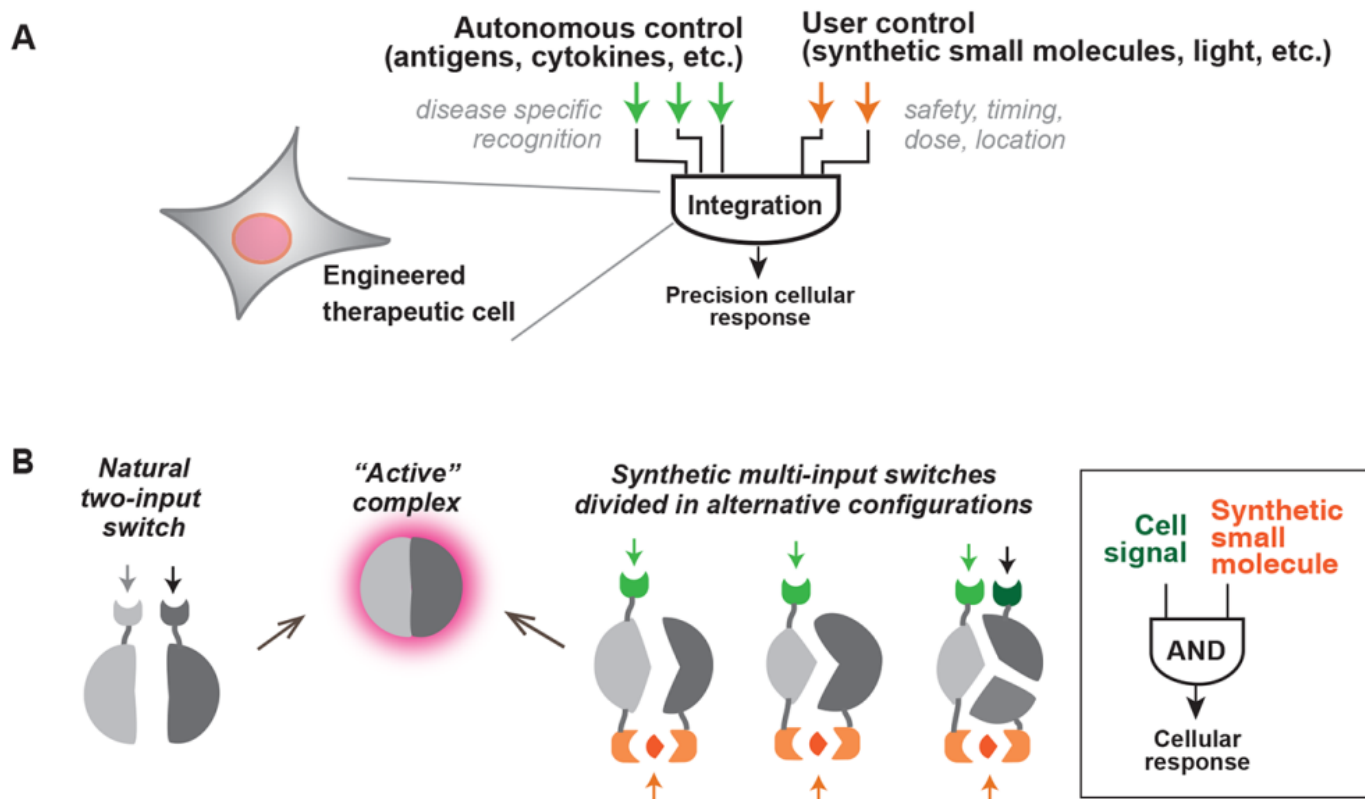 A
Autonomous control
(antigens, cytokines, etc.)
User control
(synthetic small molecules, light, etc.)
disease specific
recognition
safety, timing,
dose, location
Integration
Engineered
therapeutic cell
Precision cellular
response
B
Natural
two-input
switch
“Active”
complex
Synthetic multi-input switches
divided in alternative configurations
Cell
signal
Synthetic
small
molecule
AND
Cellular
response